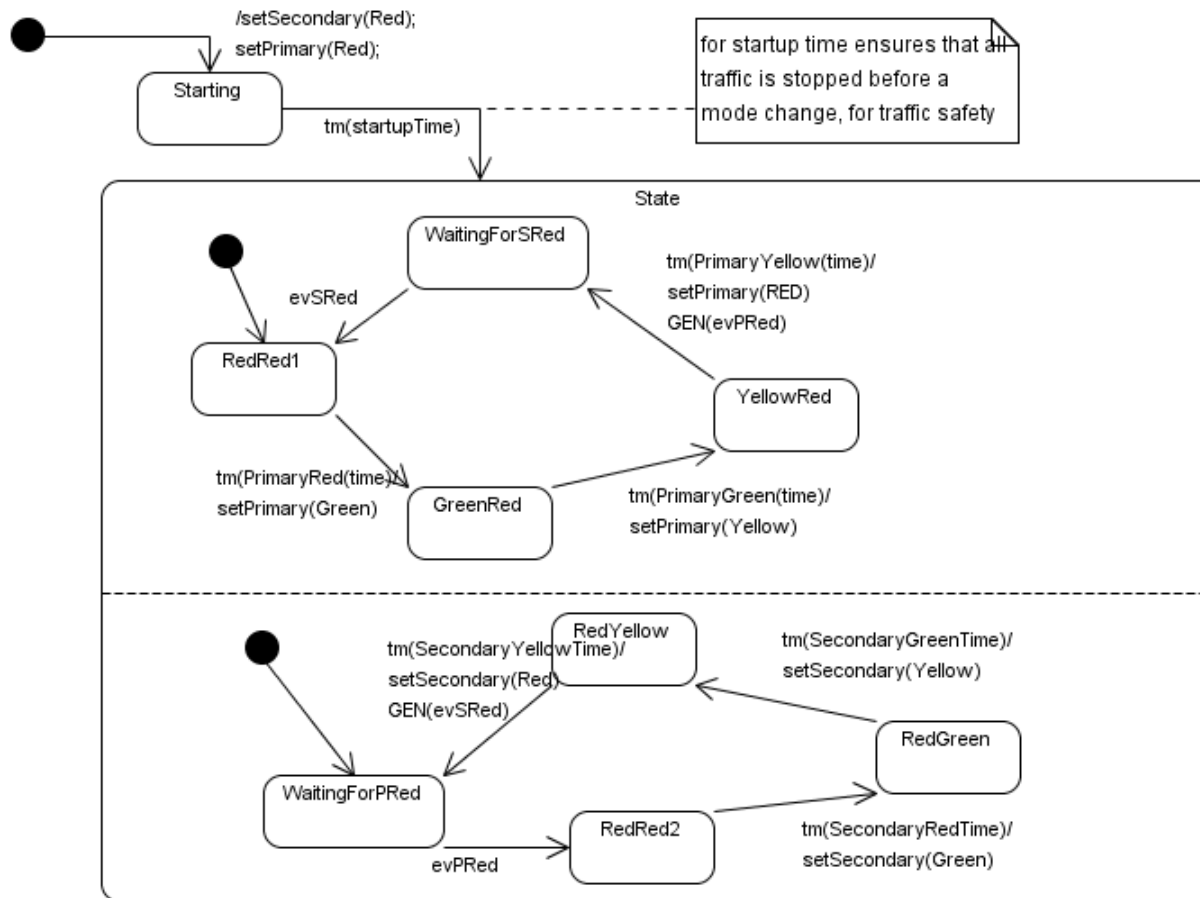 /setSecondary(Red);
setPrimary(Red);
Starting
tm(startupTime)
for startup time ensures that all
traffic is stopped before a
mode change, for traffic safety
State
WaitingForSRed
evSRed
tm(PrimaryYellow(time)/
setPrimary(RED)
GEN(evPRed)
RedRed1
YellowRed
tm(PrimaryRed(time)/
setPrimary(Green)
GreenRed
tm(PrimaryGreen(time)/
setPrimary(Yellow)
RedYellow
tm(SecondaryYellowTime)/
setSecondary(Red)
GEN(evSRed)
tm(SecondaryGreenTime)/
setSecondary(Yellow)
RedGreen
WaitingForPRed
evPRed
RedRed2
tm(SecondaryRedTime)/
setSecondary(Green)